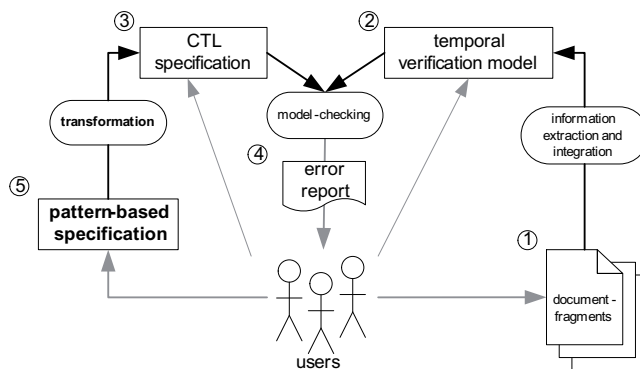 ③
CTL
specification
②
temporal
verification model
transformation
model-checking
information
extraction and
integration
④
error
report
⑤
pattern-based
specification
①
document-
fragments
users